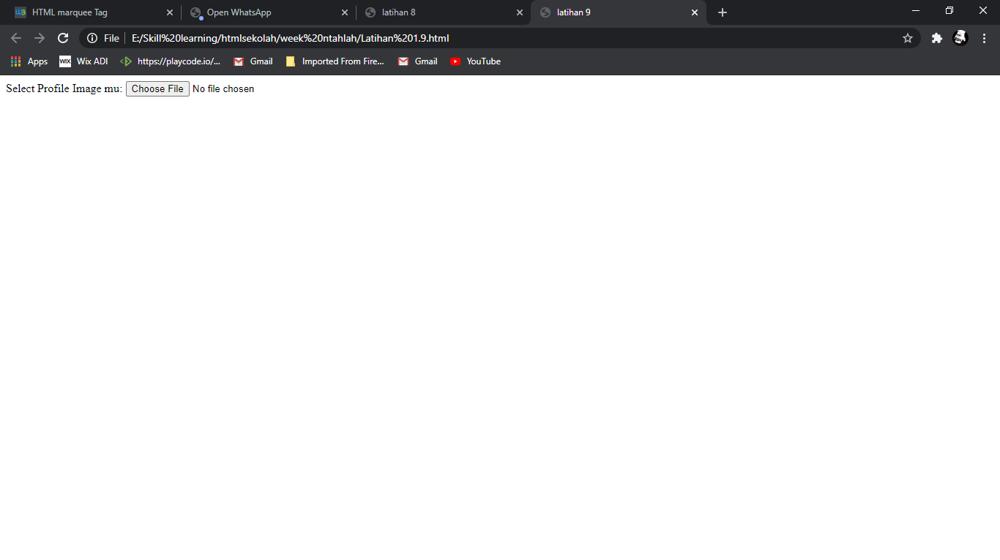 HTML marquee Tag
Open WhatsApp
latihan 8
latihan 9
File
E:/Skill%20learning/htmlsekolah/week%20ntahlah/Latihan%201.9.html
Apps
WIX Wix ADI
https://playcode.io/...
Gmail
Imported From Fire...
Gmail
YouTube
Select Profile Image mu: Choose File No file chosen